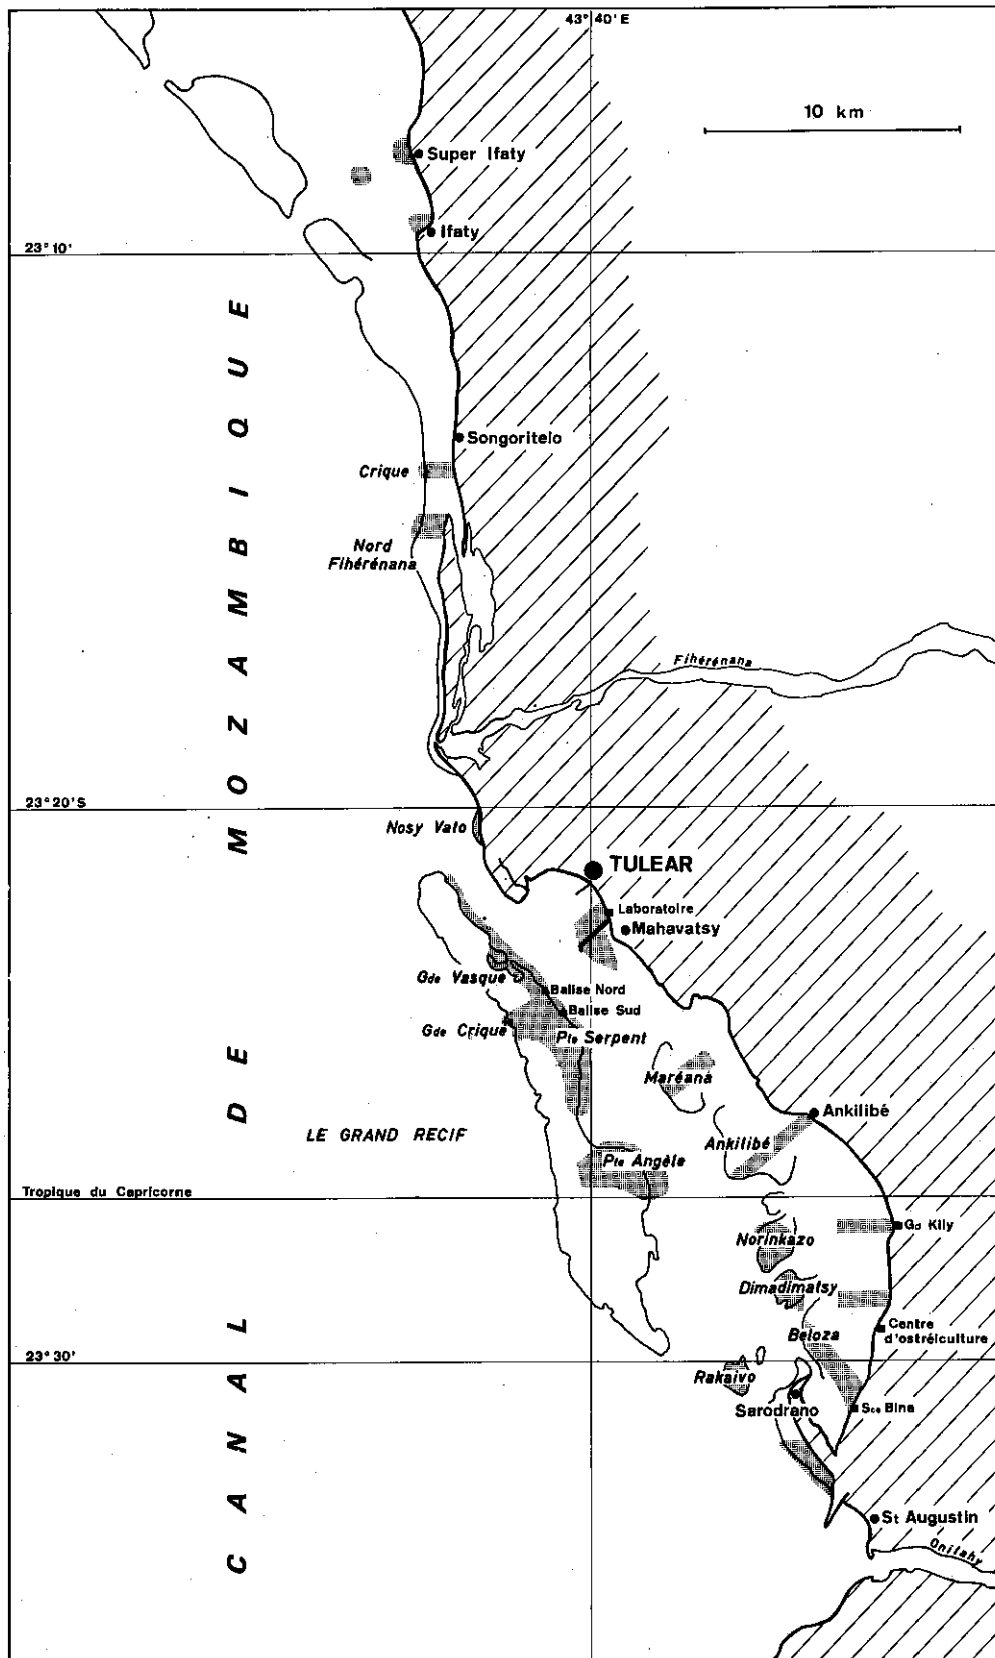 43° 40' E
10 km
Super Ifaty
Ifaty
23° 10'
Songoritelo
Crique
Nord
Fihérénana
Fihérénana
23° 20'S
Nosy Vato
TULEAR
Laboratoire
Mahavatsy
Gde Vasque
Balise Nord
Balise Sud
Gde Crique
Pte Serpent
Maréana
Ankilibé
LE GRAND RECIF
Ankilibé
Pte Angèle
Tropique du Capricorne
Gd Kily
Norinkazo
Dimadimatsy
Centre
d'ostréiculture
Beloza
23° 30'
Rakaivo
Sarodrano
Sce Bina
St Augustin
Onilahy
CANAL DE MOZAMBIQUE